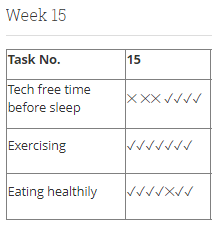 Week 15
Task No. 15
Tech free time
before sleep ✗✗✗✓✓✓✓
Exercising ✓✓✓✓✓✓✓
Eating healthily ✓✓✓✓✗✓✓